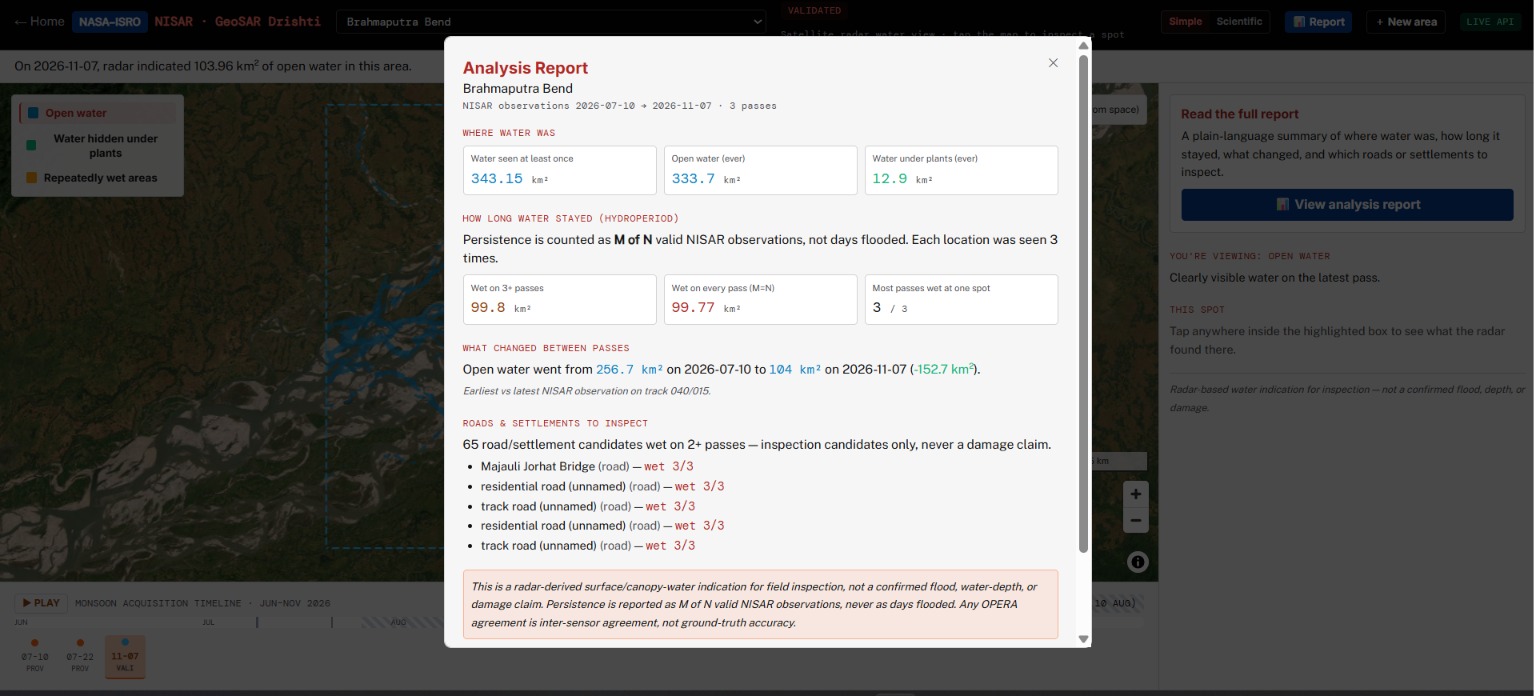 ← Home NASA-ISRO NISAR · GeoSAR Drishti Brahmaputra Bend VALIDATED Simple Scientific 📊 Report + New area LIVE API
Satellite radar water view · tap the map to inspect a spot
On 2026-11-07, radar indicated 103.96 km² of open water in this area.
Open water
Water hidden under
plants
Repeatedly wet areas
Analysis Report
Brahmaputra Bend
NISAR observations 2026-07-10 → 2026-11-07 · 3 passes
WHERE WATER WAS
Water seen at least once
343.15 km²
Open water (ever)
333.7 km²
Water under plants (ever)
12.9 km²
HOW LONG WATER STAYED (HYDROPERIOD)
Persistence is counted as M of N valid NISAR observations, not days flooded. Each location was seen 3
times.
Wet on 3+ passes
99.8 km²
Wet on every pass (M=N)
99.77 km²
Most passes wet at one spot
3 / 3
WHAT CHANGED BETWEEN PASSES
Open water went from 256.7 km² on 2026-07-10 to 104 km² on 2026-11-07 (-152.7 km²).
Earliest vs latest NISAR observation on track 040/015.
ROADS & SETTLEMENTS TO INSPECT
65 road/settlement candidates wet on 2+ passes — inspection candidates only, never a damage claim.
• Majauli Jorhat Bridge (road) — wet 3/3
• residential road (unnamed) (road) — wet 3/3
• track road (unnamed) (road) — wet 3/3
• residential road (unnamed) (road) — wet 3/3
• track road (unnamed) (road) — wet 3/3
This is a radar-derived surface/canopy-water indication for field inspection, not a confirmed flood, water-depth, or
damage claim. Persistence is reported as M of N valid NISAR observations, never as days flooded. Any OPERA
agreement is inter-sensor agreement, not ground-truth accuracy.
om space)
km
Read the full report
A plain-language summary of where water was, how long it
stayed, what changed, and which roads or settlements to
inspect.
📊 View analysis report
YOU'RE VIEWING: OPEN WATER
Clearly visible water on the latest pass.
THIS SPOT
Tap anywhere inside the highlighted box to see what the radar
found there.
Radar-based water indication for inspection — not a confirmed flood, depth, or
damage.
▶ PLAY MONSOON ACQUISITION TIMELINE · JUN–NOV 2026
10 AUG)
JUN JUL AUG
07-10
PROV
07-22
PROV
11-07
VALI